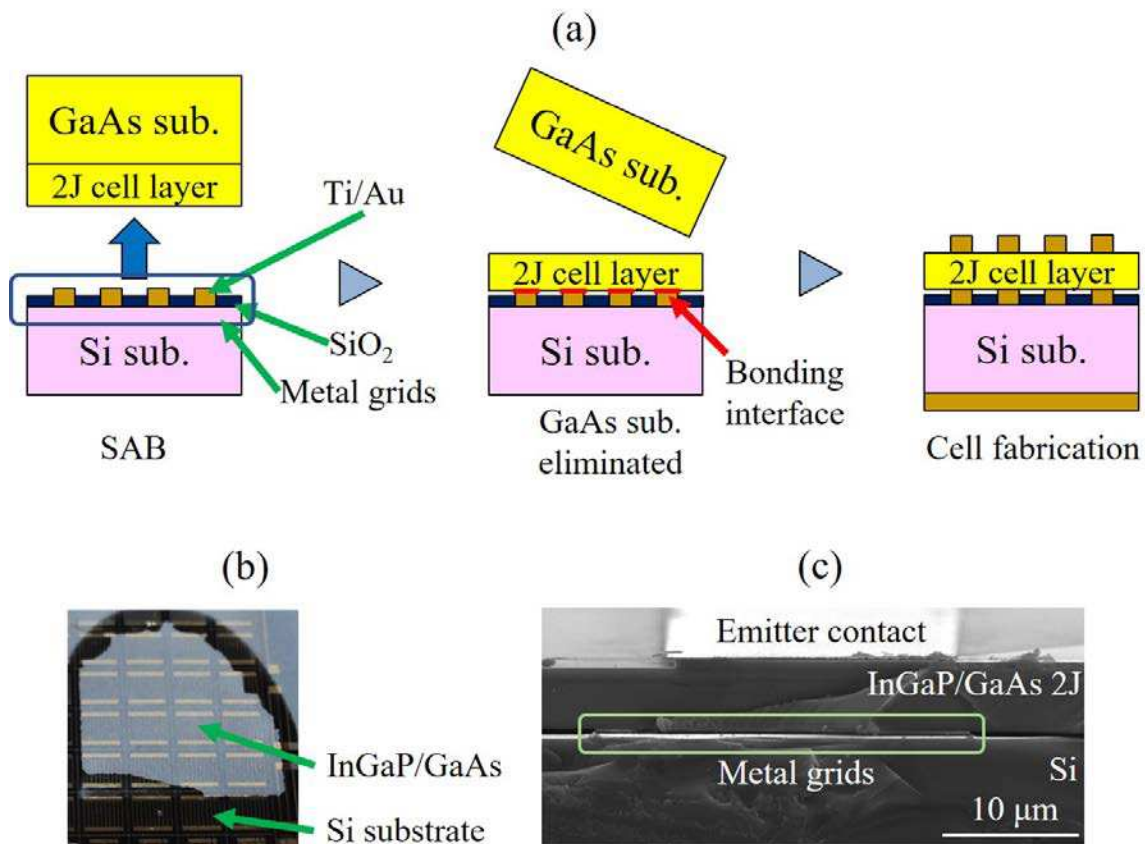 (a)
GaAs sub.
2J cell layer
Ti/Au
SiO₂
Si sub.
Metal grids
SAB
GaAs sub.
2J cell layer
Si sub.
Bonding
interface
GaAs sub.
eliminated
2J cell layer
Si sub.
Cell fabrication
(b)
InGaP/GaAs
Si substrate
(c)
Emitter contact
InGaP/GaAs 2J
Metal grids
Si
10 μm